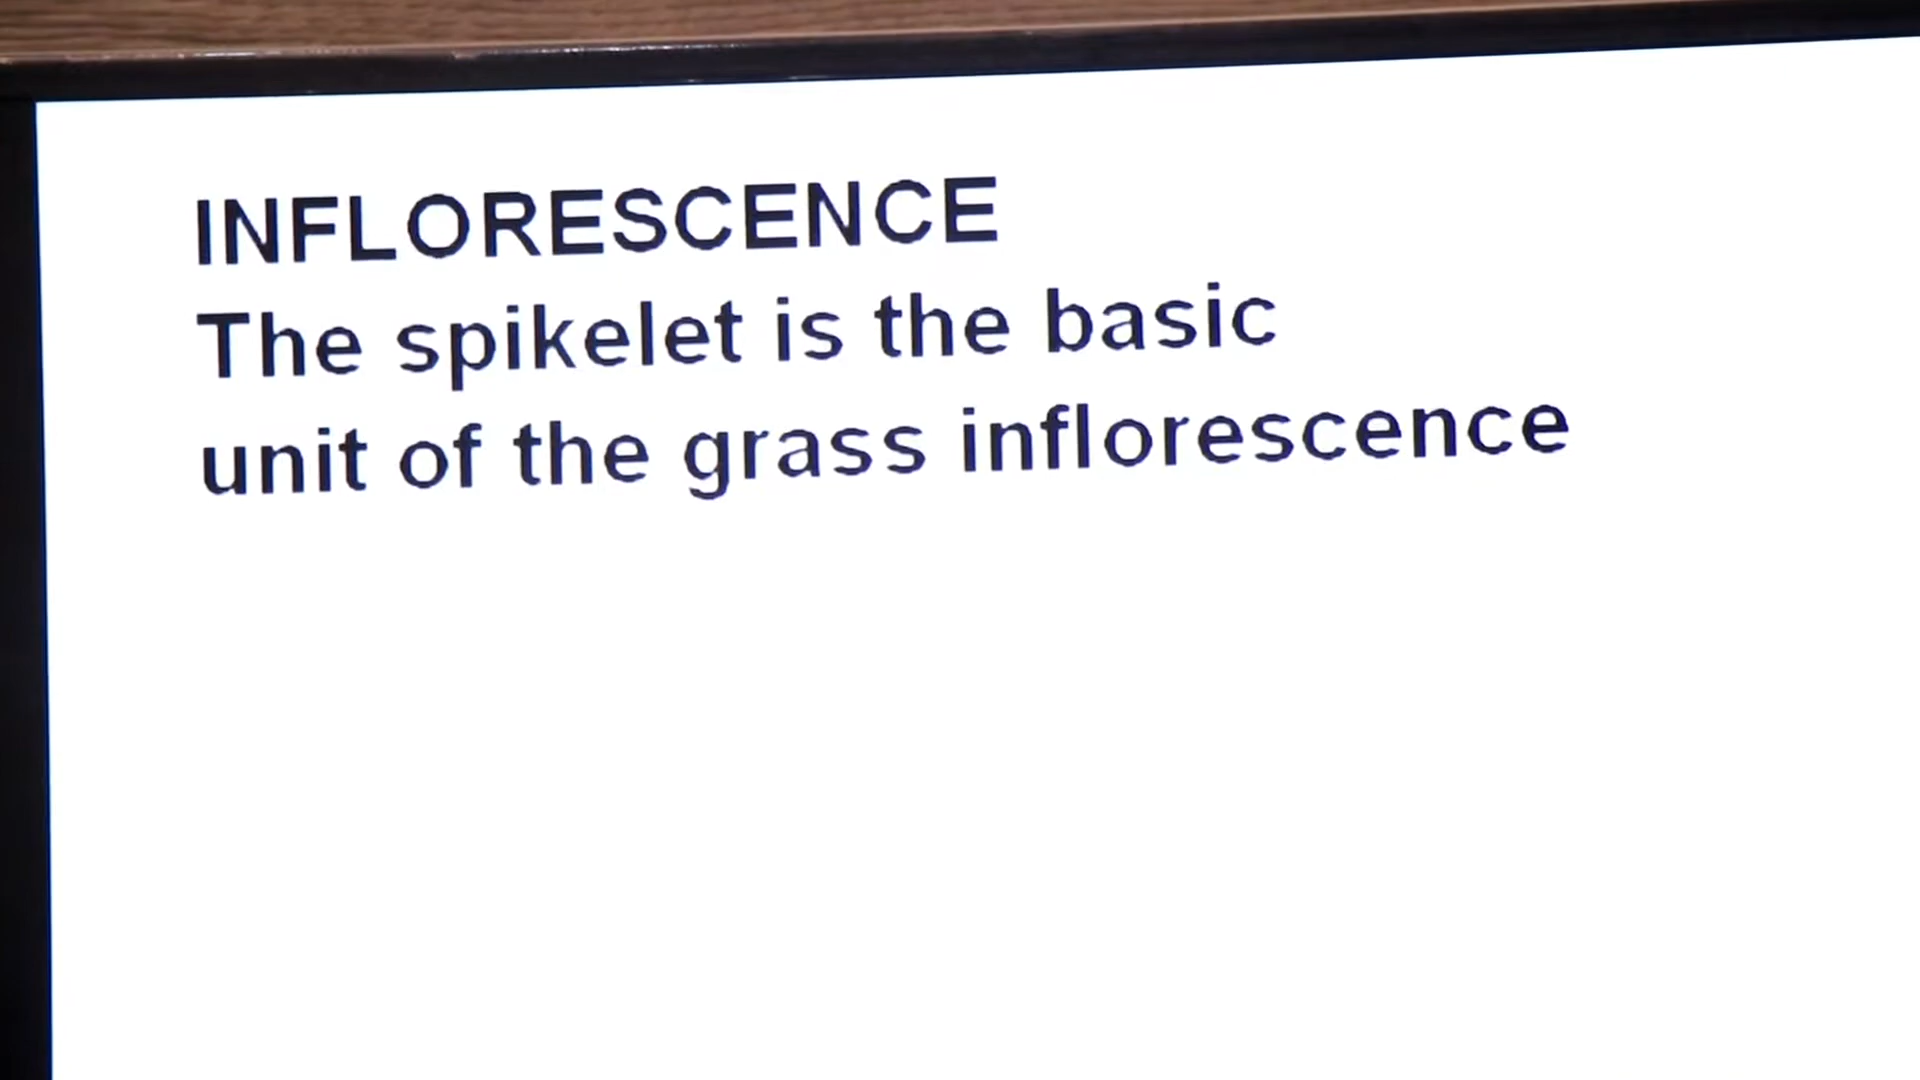 INFLORESCENCE
The spikelet is the basic
unit of the grass inflorescence